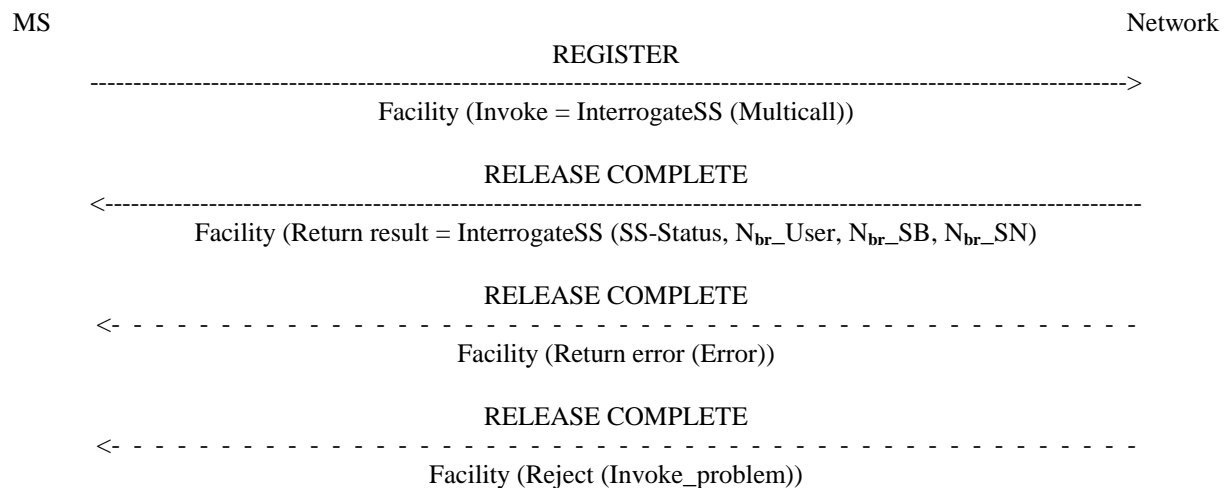 MS Network
REGISTER
------------------------------------------------------------------------------------------------------------------------>
Facility (Invoke = InterrogateSS (Multicall))
RELEASE COMPLETE
<------------------------------------------------------------------------------------------------------------------------
Facility (Return result = InterrogateSS (SS-Status, Nbr_User, Nbr_SB, Nbr_SN)
RELEASE COMPLETE
<- - - - - - - - - - - - - - - - - - - - - - - - - - - - - - - - - - - - - - - - - - - - - - - -
Facility (Return error (Error))
RELEASE COMPLETE
<- - - - - - - - - - - - - - - - - - - - - - - - - - - - - - - - - - - - - - - - - - - - - - - -
Facility (Reject (Invoke_problem))